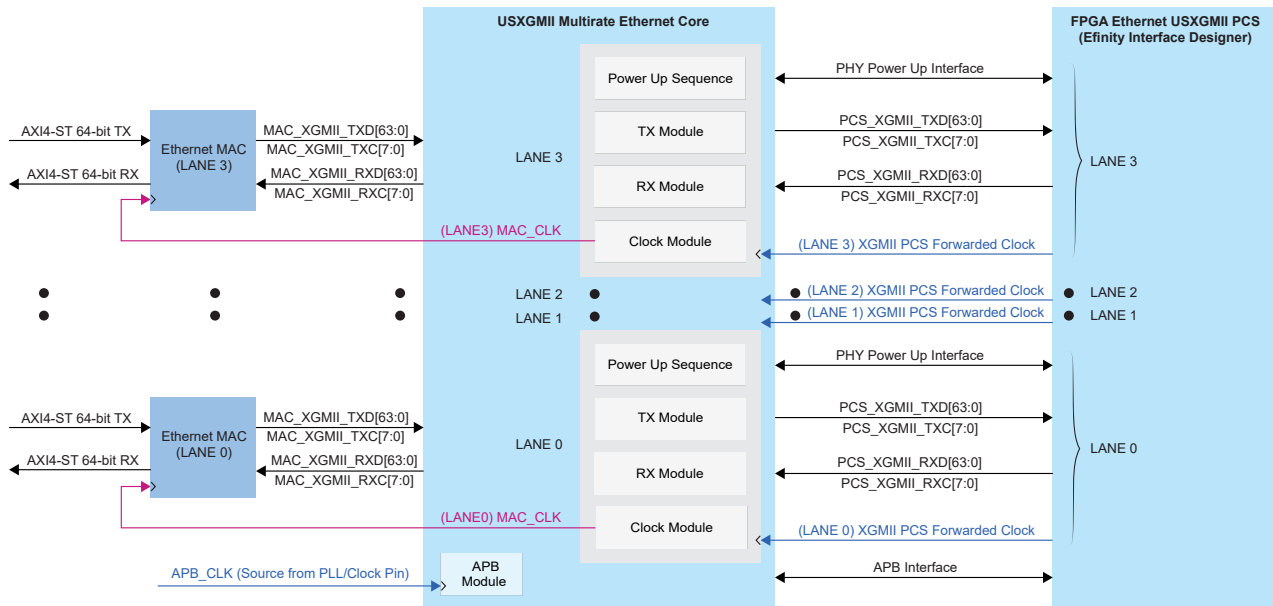 USXGMII Multirate Ethernet Core
FPGA Ethernet USXGMII PCS
(Efinity Interface Designer)
Power Up Sequence
PHY Power Up Interface
AXI4-ST 64-bit TX
Ethernet MAC
(LANE 3)
MAC_XGMII_TXD[63:0]
MAC_XGMII_TXC[7:0]
TX Module
PCS_XGMII_TXD[63:0]
PCS_XGMII_TXC[7:0]
LANE 3
LANE 3
AXI4-ST 64-bit RX
MAC_XGMII_RXD[63:0]
MAC_XGMII_RXC[7:0]
RX Module
PCS_XGMII_RXD[63:0]
PCS_XGMII_RXC[7:0]
(LANE3) MAC_CLK
Clock Module
(LANE 3) XGMII PCS Forwarded Clock
LANE 2
(LANE 2) XGMII PCS Forwarded Clock
LANE 2
LANE 1
(LANE 1) XGMII PCS Forwarded Clock
LANE 1
Power Up Sequence
PHY Power Up Interface
AXI4-ST 64-bit TX
Ethernet MAC
(LANE 0)
MAC_XGMII_TXD[63:0]
MAC_XGMII_TXC[7:0]
TX Module
PCS_XGMII_TXD[63:0]
PCS_XGMII_TXC[7:0]
LANE 0
LANE 0
AXI4-ST 64-bit RX
MAC_XGMII_RXD[63:0]
MAC_XGMII_RXC[7:0]
RX Module
PCS_XGMII_RXD[63:0]
PCS_XGMII_RXC[7:0]
(LANE0) MAC_CLK
Clock Module
(LANE 0) XGMII PCS Forwarded Clock
APB_CLK (Source from PLL/Clock Pin)
APB
Module
APB Interface